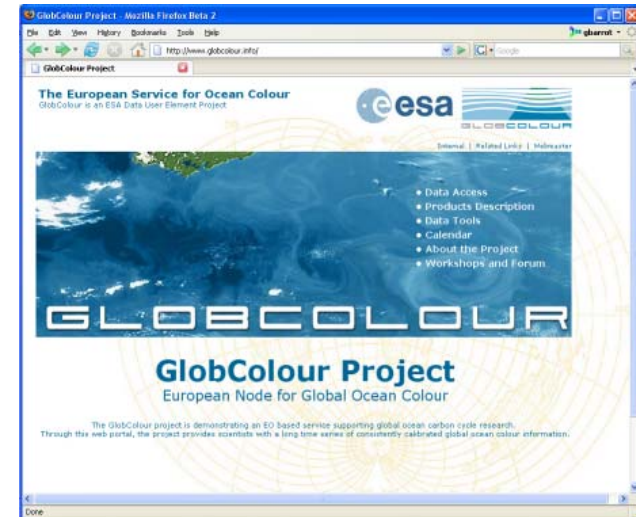 GlobColour Project - Mozilla Firefox Beta 2
File Edit View History Bookmarks Tools Help
gbarrot
http://www.globcolour.info/
Google
GlobColour Project
The European Service for Ocean Colour
GlobColour is an ESA Data User Element Project
esa
GLOBCOLOUR
Internal | Related Links | Webmaster
• Data Access
• Products Description
• Data Tools
• Calendar
• About the Project
• Workshops and Forum
GLOBCOLOUR
GlobColour Project
European Node for Global Ocean Colour
The GlobColour project is demonstrating an EO based service supporting global ocean carbon cycle research.
Through this web portal, the project provides scientists with a long time series of consistently calibrated global ocean colour information.
Done